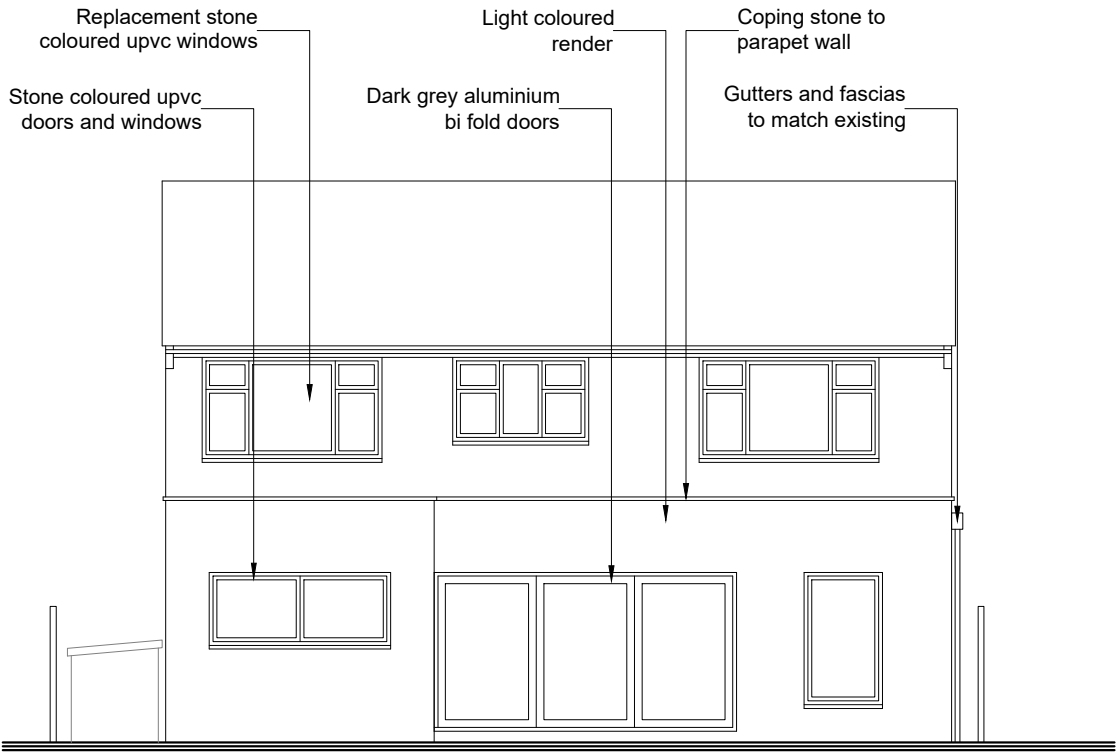 Replacement stone
coloured upvc windows
Light coloured
render
Coping stone to
parapet wall
Stone coloured upvc
doors and windows
Dark grey aluminium
bi fold doors
Gutters and fascias
to match existing